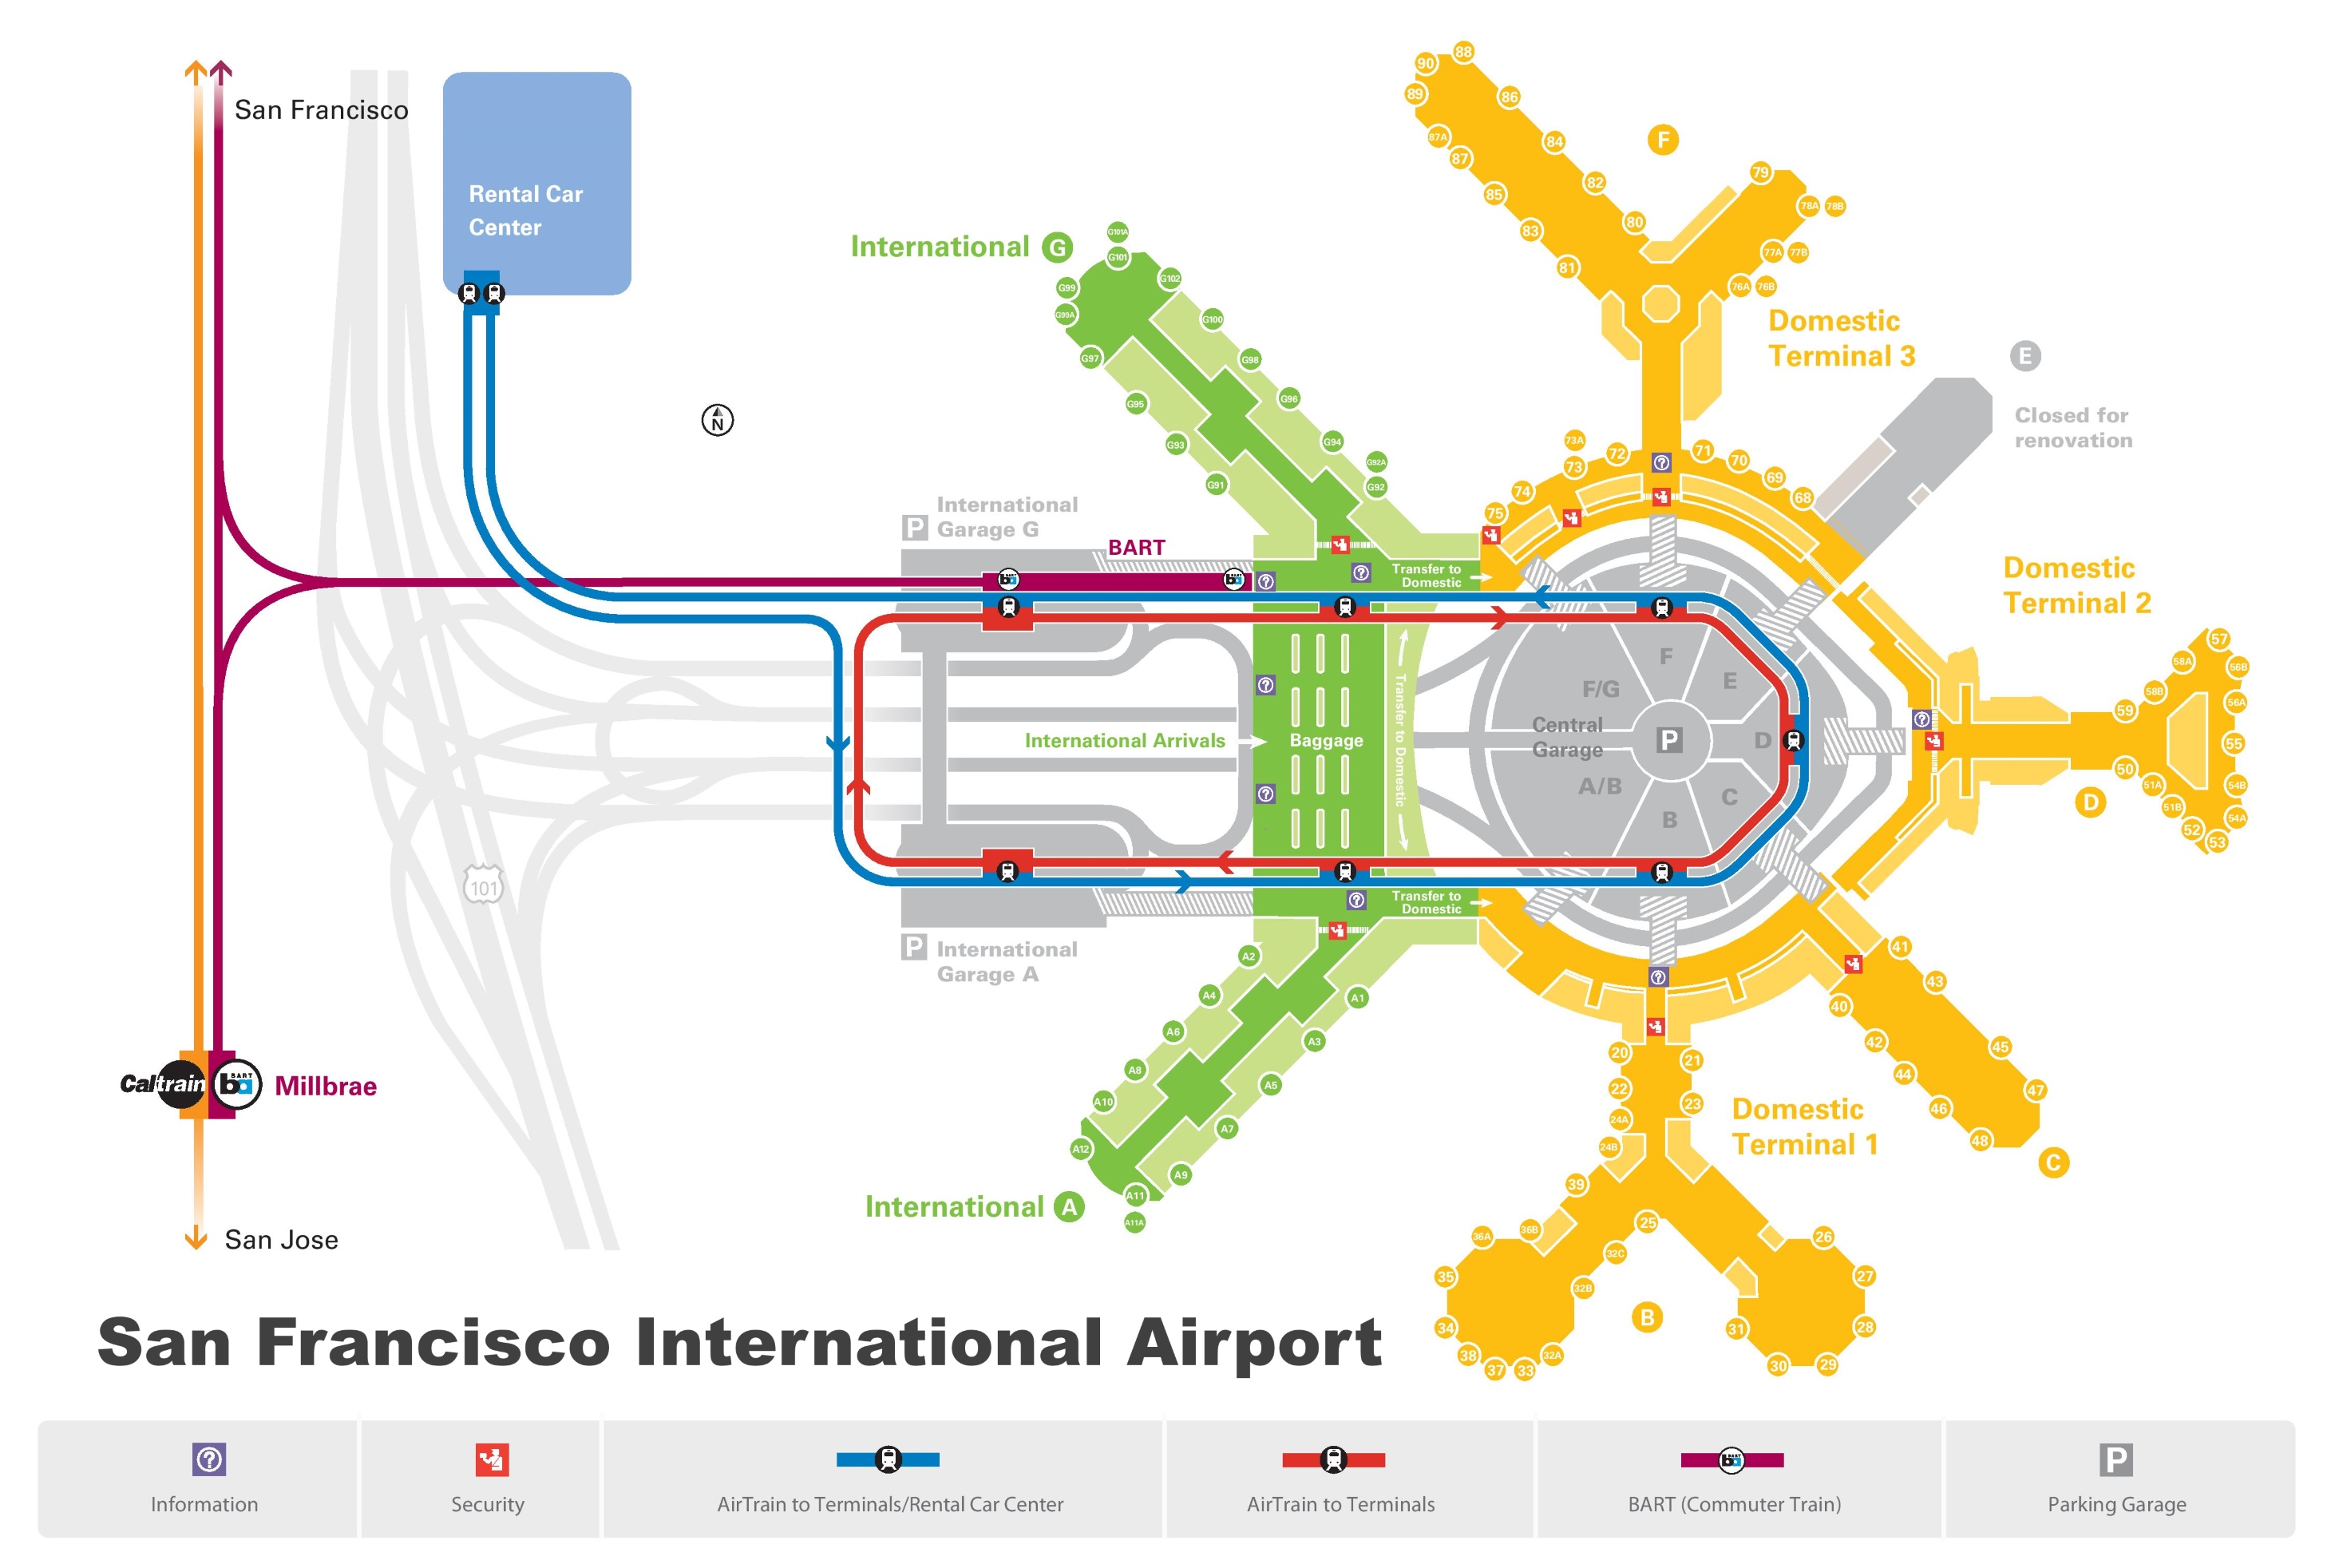 San Francisco
Rental Car
Center
N
International G
G101A
G101
G102
G99
G99A
G97
G100
G98
G95
G96
G93
G94
G91
G92A
G92
90
88
89
86
87A
84
87
82
85
80
83
81
F
79
78A
78B
77A
77B
76A
76B
Domestic
Terminal 3
E
Closed for
renovation
73A
73
72
71
70
69
68
74
75
P
International
Garage G
BART
Transfer to
Domestic
Domestic
Terminal 2
57
58A
56B
58B
56A
59
55
50
51A
54B
51B
54A
52
53
D
F
E
F/G
Central
Garage
P
D
A/B
C
B
International Arrivals
Baggage
Transfer to Domestic
Transfer to
Domestic
101
P
International
Garage A
A2
A4
A1
A6
A3
A8
A5
A10
A7
A12
A9
A11
A11A
International A
41
43
40
42
45
44
47
46
48
C
20
21
22
23
24A
24B
Domestic
Terminal 1
39
25
36B
36A
32C
26
35
32B
27
B
34
31
28
38
32A
37
33
30
29
Caltrain
BART
ba
Millbrae
San Jose
San Francisco International Airport
Information
Security
AirTrain to Terminals/Rental Car Center
AirTrain to Terminals
BART (Commuter Train)
P
Parking Garage